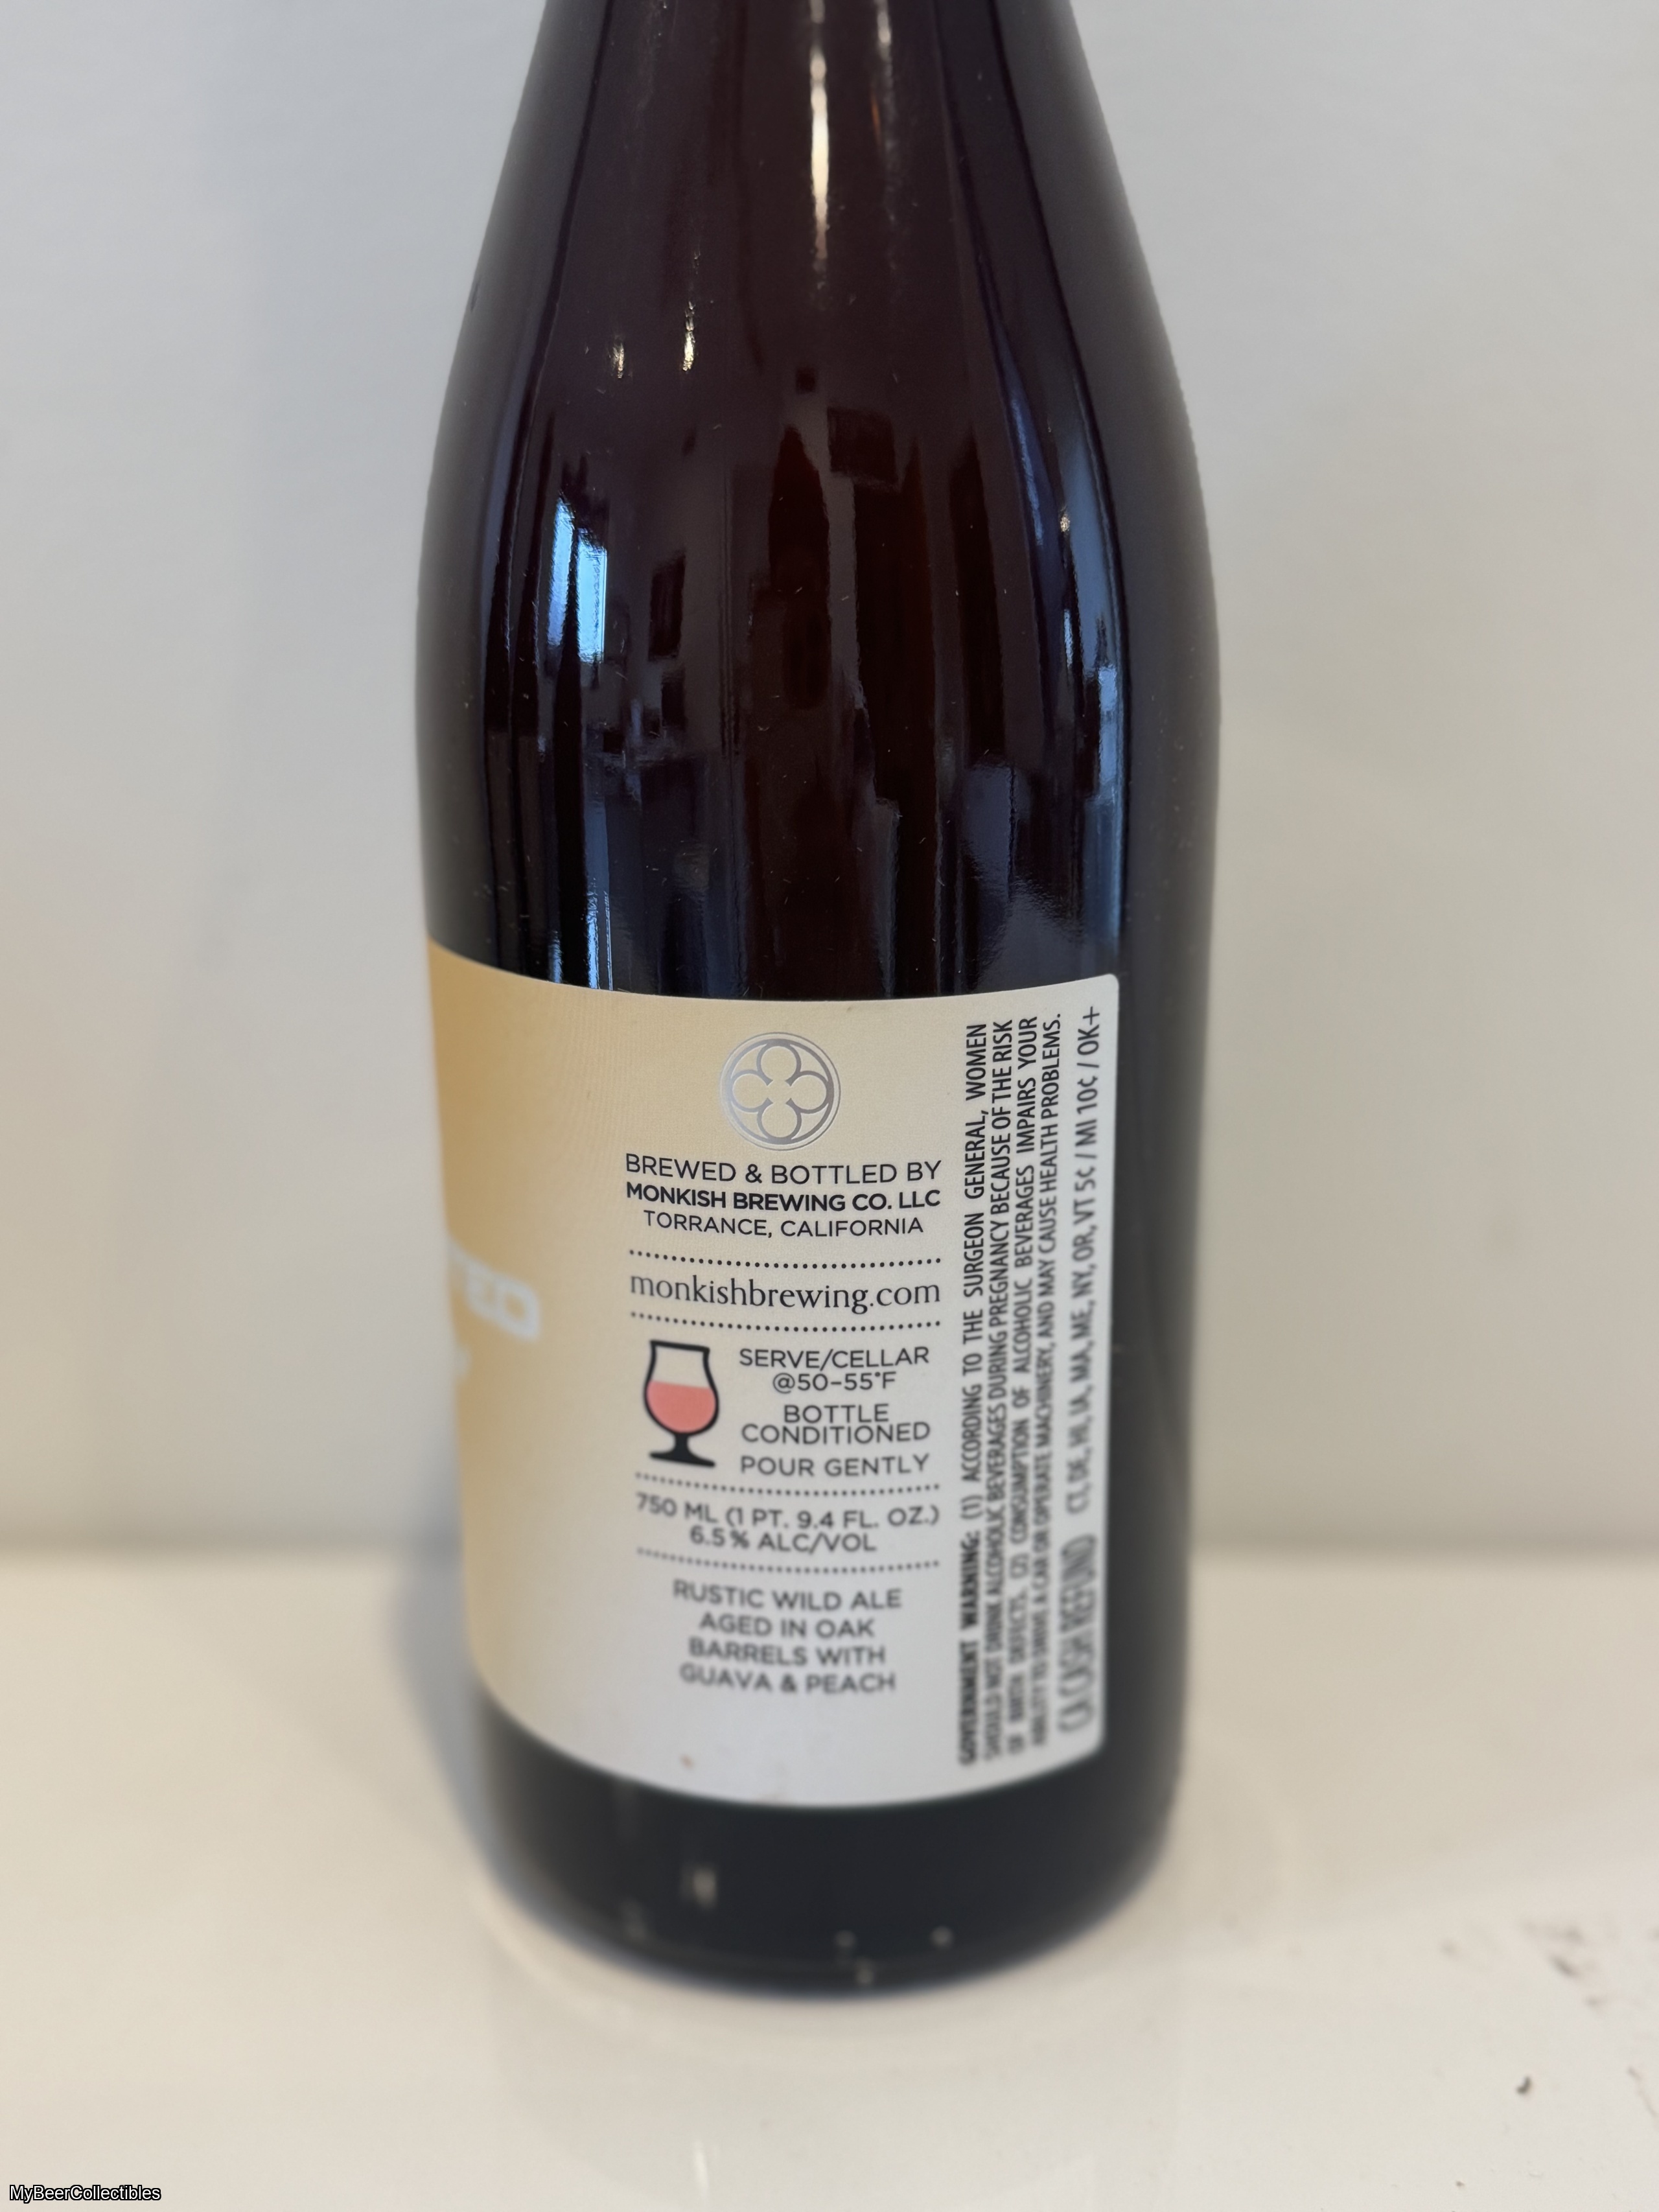 BREWED & BOTTLED BY
MONKISH BREWING CO. LLC
TORRANCE, CALIFORNIA
monkishbrewing.com
SERVE/CELLAR
@50–55°F
BOTTLE
CONDITIONED
POUR GENTLY
750 ML (1 PT. 9.4 FL. OZ.)
6.5% ALC/VOL
RUSTIC WILD ALE
AGED IN OAK
BARRELS WITH
GUAVA & PEACH
GOVERNMENT WARNING: (1) ACCORDING TO THE SURGEON GENERAL, WOMEN
SHOULD NOT DRINK ALCOHOLIC BEVERAGES DURING PREGNANCY BECAUSE OF THE RISK
OF BIRTH DEFECTS. (2) CONSUMPTION OF ALCOHOLIC BEVERAGES IMPAIRS YOUR
ABILITY TO DRIVE A CAR OR OPERATE MACHINERY, AND MAY CAUSE HEALTH PROBLEMS.
CA CASH REFUND CT, DE, HI, IA, MA, ME, NY, OR, VT 5¢ / MI 10¢ / OK+
MyBeerCollectibles